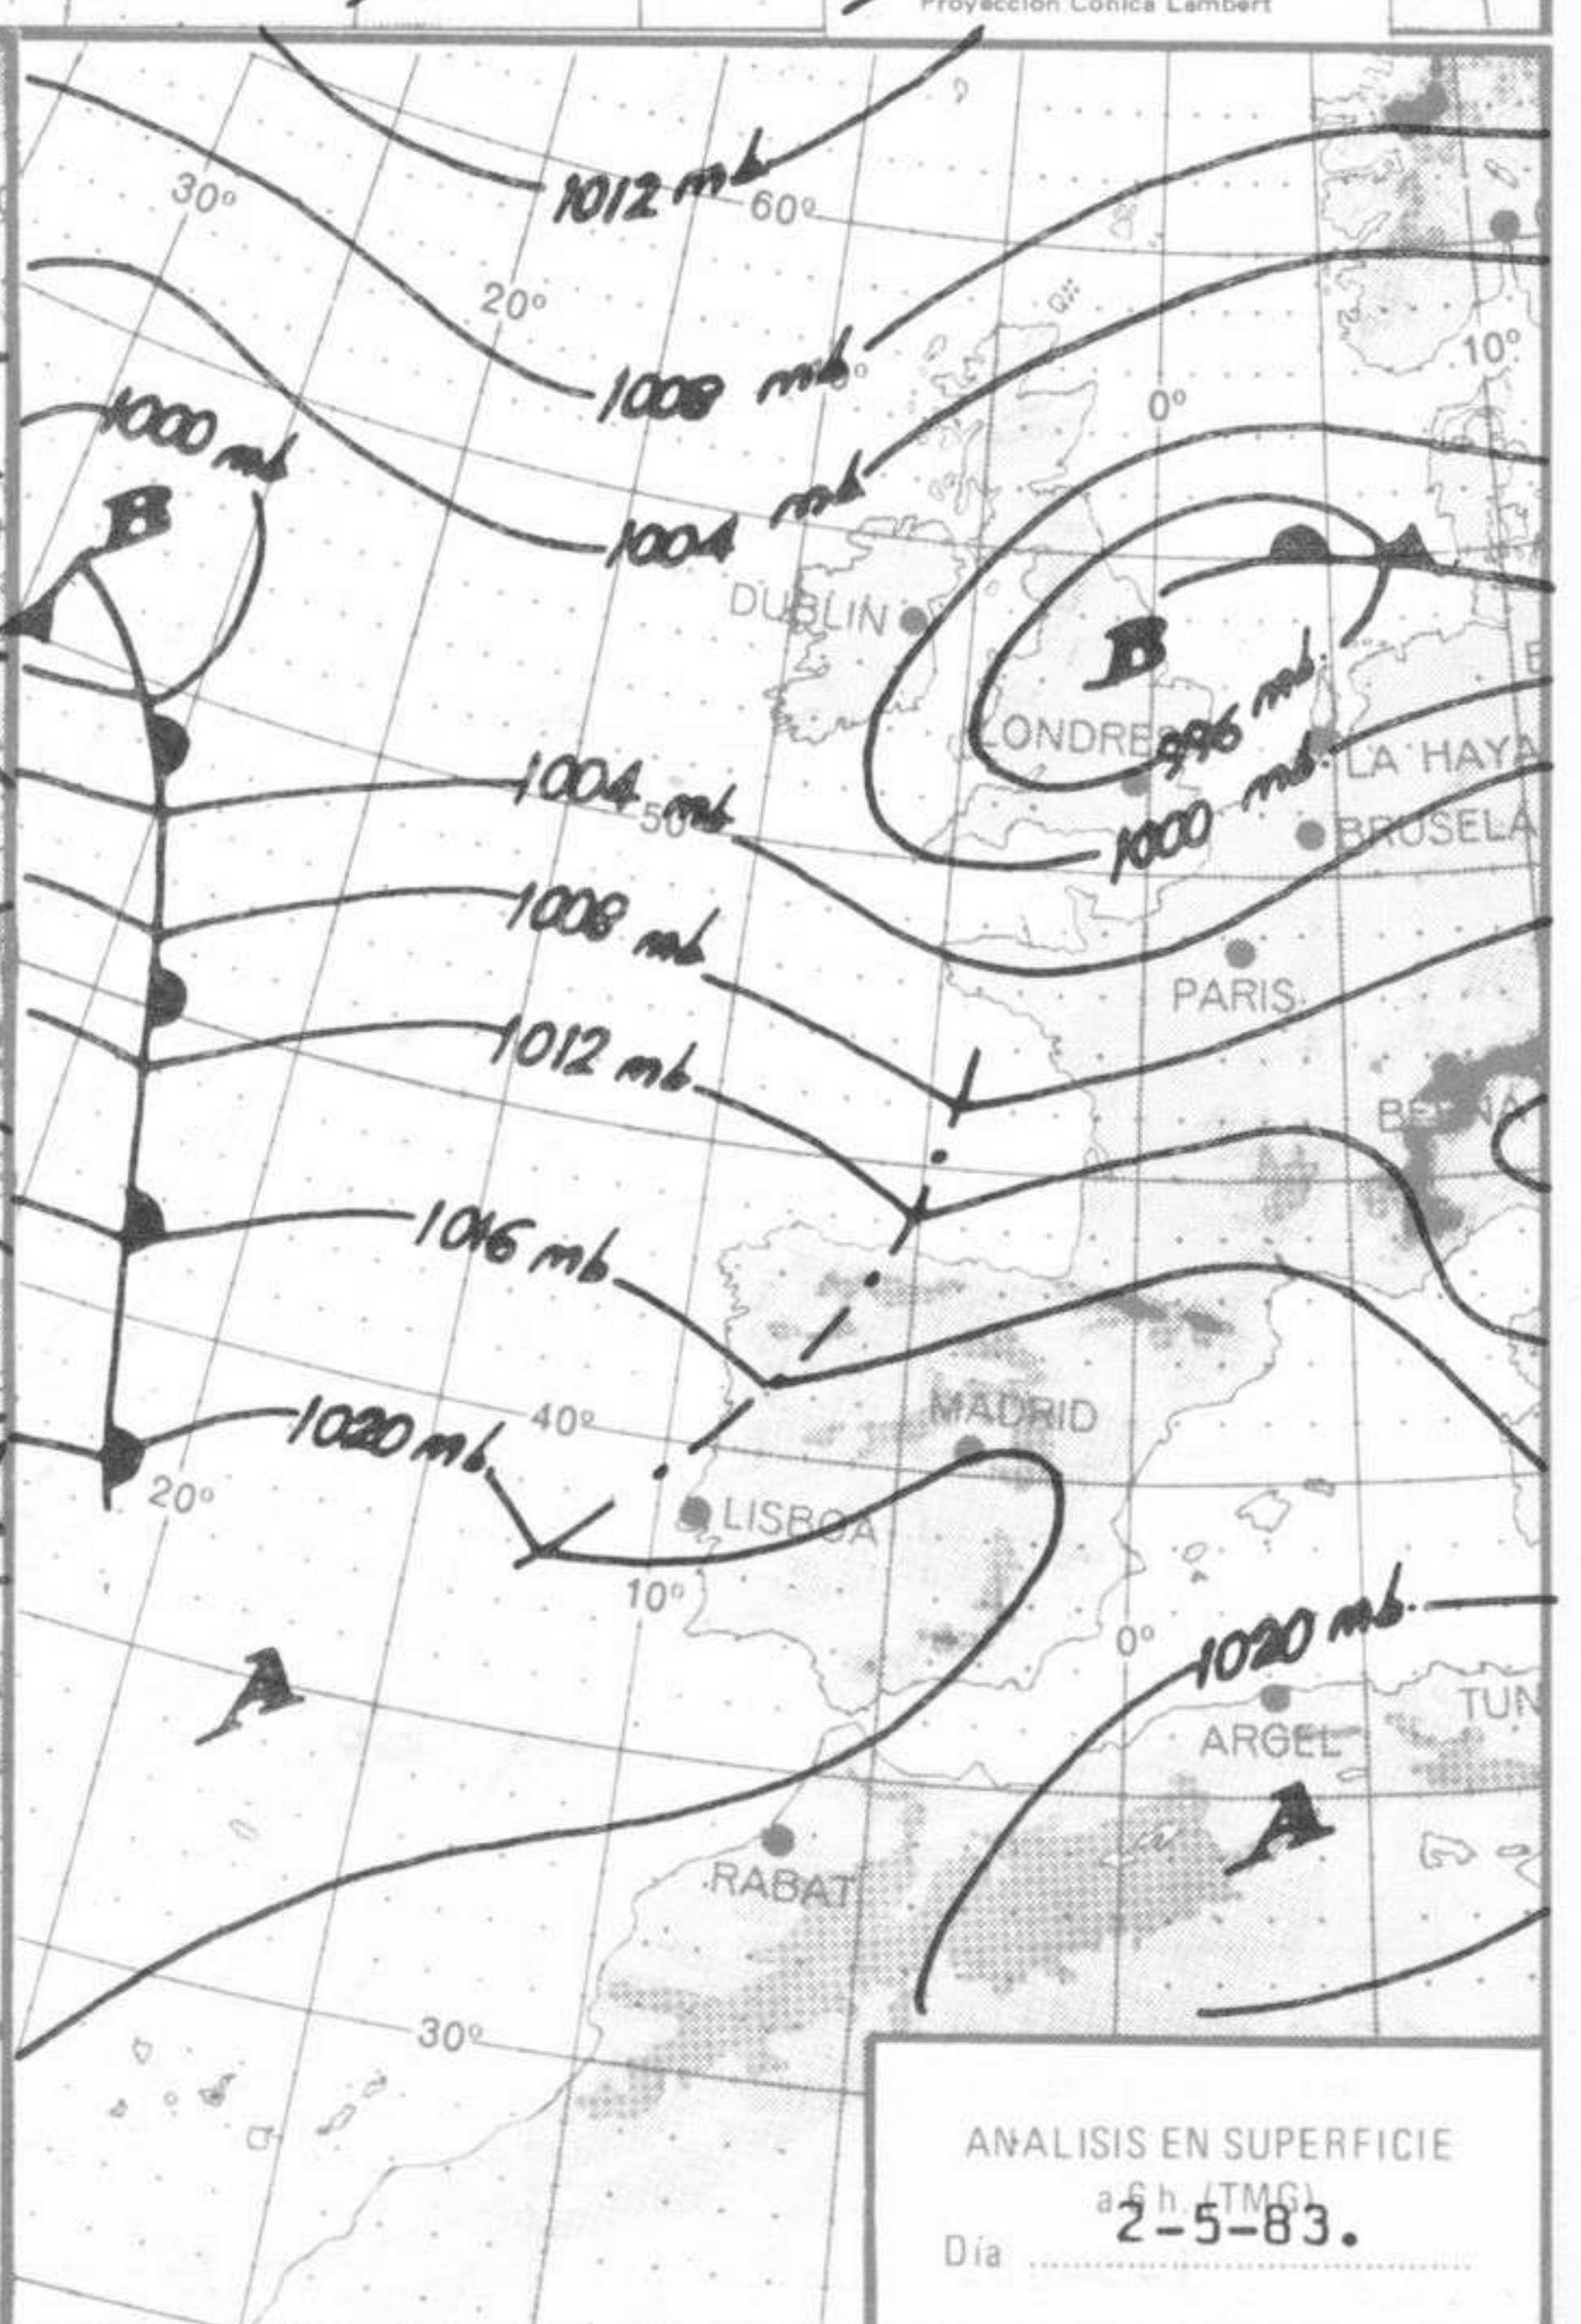 Proyección Cónica Lambert
30º
1012 mb
60º
20º
10º
1008 mb
0º
1000 mb
B
1004 mb
DUBLIN
B
996 mb.
LONDRES
LA HAYA
1004 mb
50
1000 mb.
BRUSELA
1008 mb
PARIS
1012 mb
BERNA
1016 mb
MADRID
1020 mb.
40º
20º
LISBOA
10º
1020 mb.
0º
A
TUN
ARGEL
A
RABAT
30º
ANALISIS EN SUPERFICIE
a 6 h. (TMG)
Día 2-5-83.